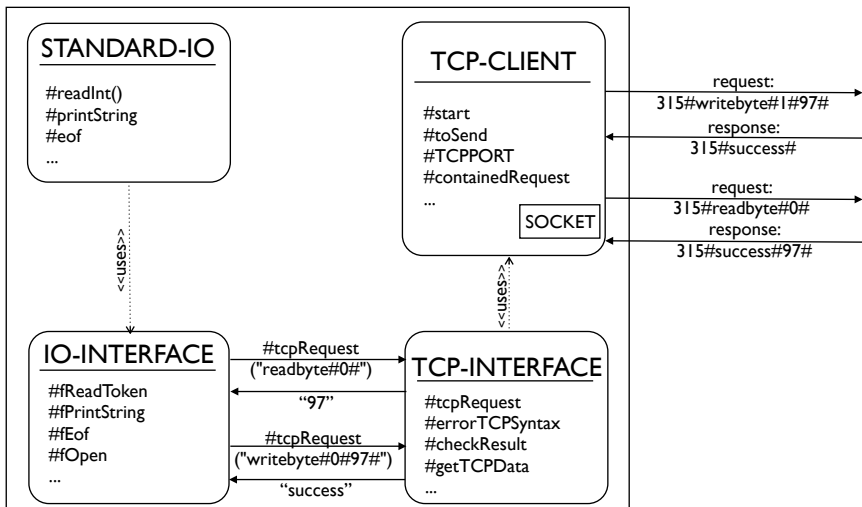 STANDARD-IO
#readInt()
#printString
#eof
...
TCP-CLIENT
#start
#toSend
#TCPPORT
#containedRequest
...
SOCKET
request:
315#writebyte#1#97#
response:
315#success#
request:
315#readbyte#0#
response:
315#success#97#
<<uses>>
<<uses>>
IO-INTERFACE
#fReadToken
#fPrintString
#fEof
#fOpen
...
#tcpRequest
("readbyte#0#")
“97”
#tcpRequest
("writebyte#0#97#")
“success”
TCP-INTERFACE
#tcpRequest
#errorTCPSyntax
#checkResult
#getTCPData
...